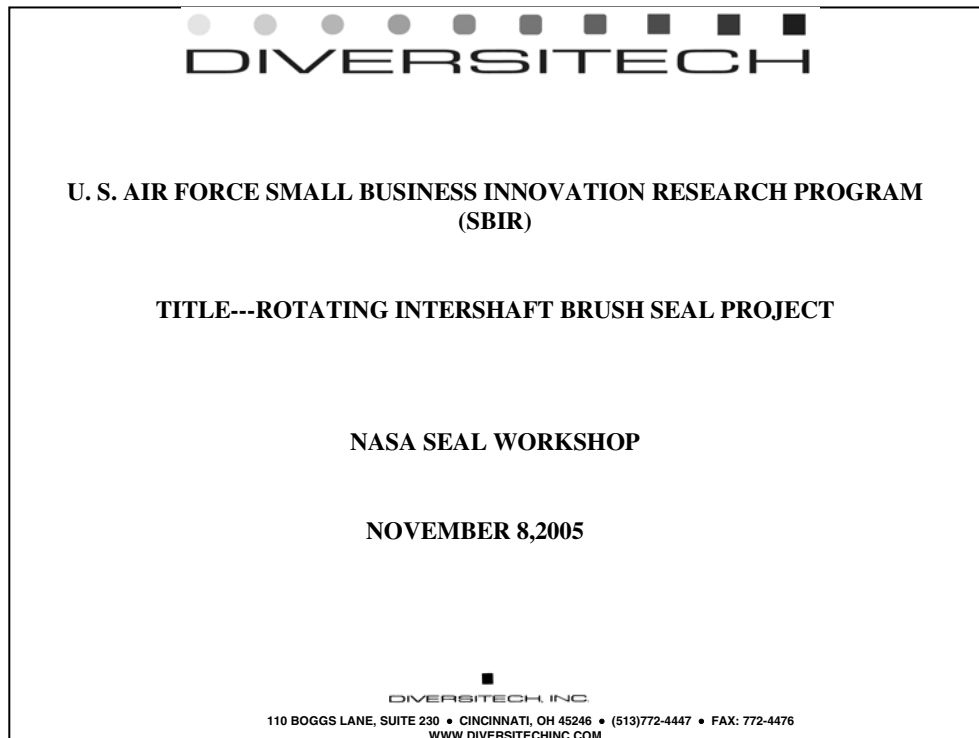 DIVERSITECH
U. S. AIR FORCE SMALL BUSINESS INNOVATION RESEARCH PROGRAM
(SBIR)
TITLE---ROTATING INTERSHAFT BRUSH SEAL PROJECT
NASA SEAL WORKSHOP
NOVEMBER 8,2005
DIVERSITECH, INC.
110 BOGGS LANE, SUITE 230 ● CINCINNATI, OH 45246 ● (513)772-4447 ● FAX: 772-4476
WWW.DIVERSITECHINC.COM